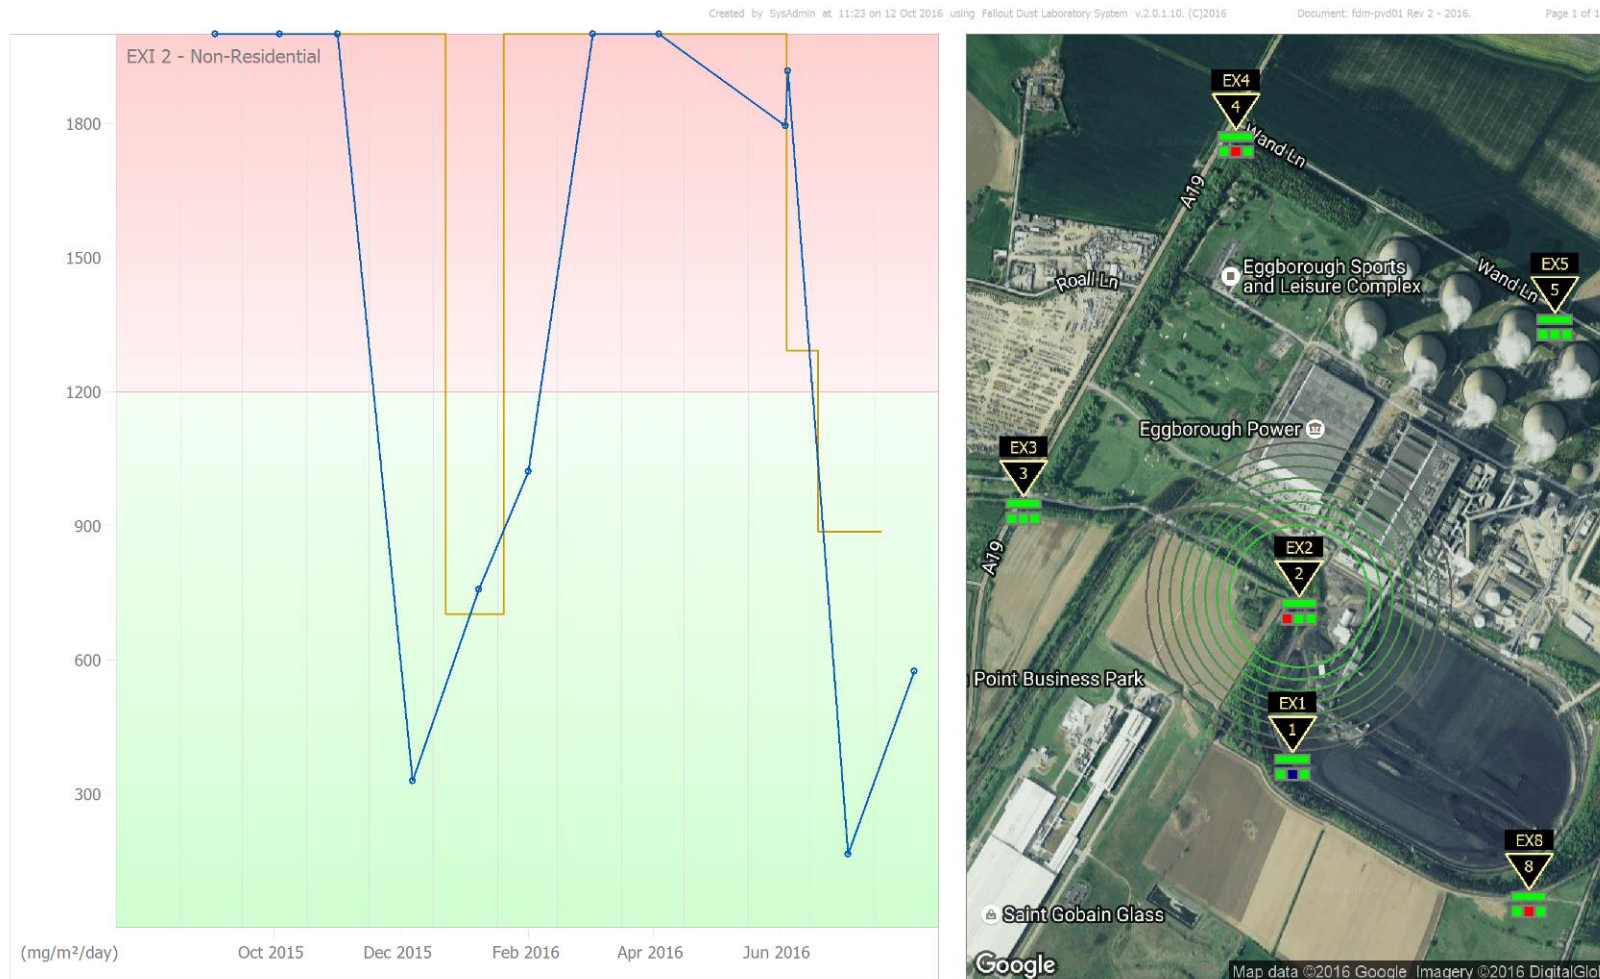 Created by SysAdmin at 11:23 on 12 Oct 2016 using Fallout Dust Laboratory System v.2.0.1.10. (C)2016
Document: fdm-pvd01 Rev 2 - 2016.
Page 1 of 1
EXI 2 - Non-Residential
1800
1500
1200
900
600
300
(mg/m²/day)
Oct 2015
Dec 2015
Feb 2016
Apr 2016
Jun 2016
EX4
4
Wand Ln
A19
Roall Ln
Eggborough Sports
and Leisure Complex
Wand Ln
EX5
5
Eggborough Power
EX3
3
A19
EX2
2
Point Business Park
EX1
1
EX8
8
Saint Gobain Glass
Google
Map data ©2016 Google Imagery ©2016 DigitalGlo